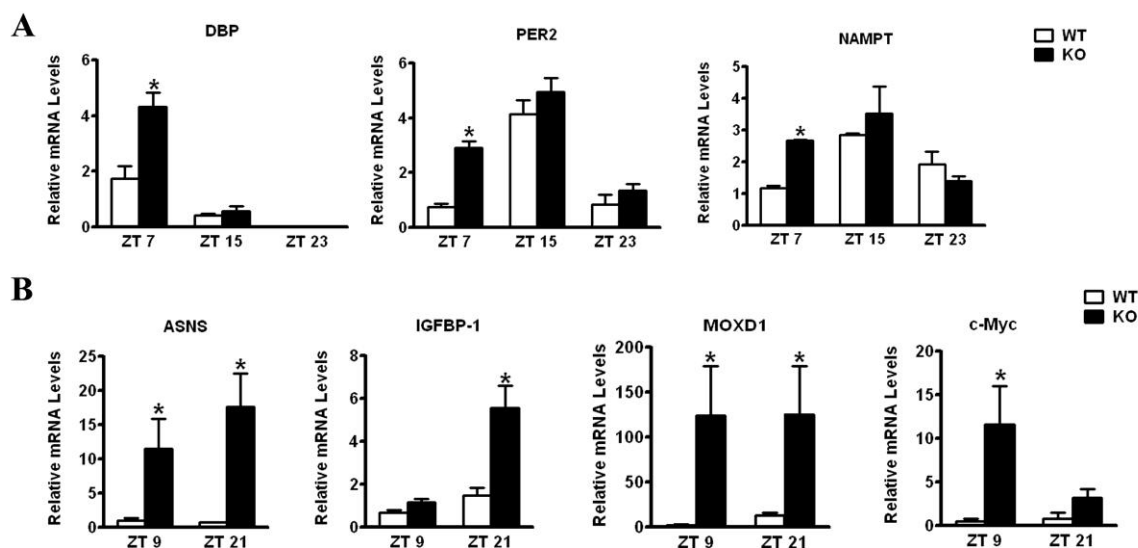 A
DBP
PER2
NAMPT
WT
KO
Relative mRNA Levels
6
4
2
0
*
ZT 7
ZT 15
ZT 23
Relative mRNA Levels
6
4
2
0
*
ZT 7
ZT 15
ZT 23
Relative mRNA Levels
5
4
3
2
1
0
*
ZT 7
ZT 15
ZT 23
B
ASNS
IGFBP-1
MOXD1
c-Myc
WT
KO
Relative mRNA Levels
25
20
15
10
5
0
*
*
ZT 9
ZT 21
Relative mRNA Levels
8
6
4
2
0
*
ZT 9
ZT 21
Relative mRNA Levels
200
150
100
50
0
*
*
ZT 9
ZT 21
Relative mRNA Levels
20
15
10
5
0
*
ZT 9
ZT 21